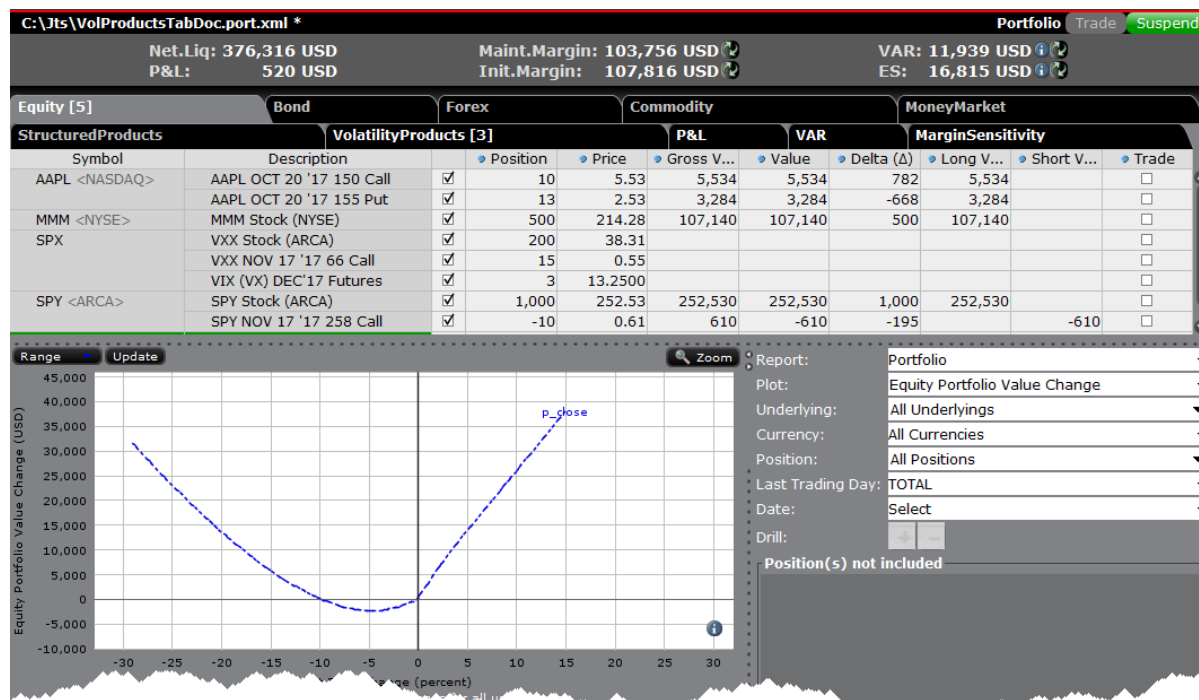 C:\Jts\VolProductsTabDoc.port.xml * Portfolio Trade Suspend
Net.Liq: 376,316 USD Maint.Margin: 103,756 USD VAR: 11,939 USD
P&L: 520 USD Init.Margin: 107,816 USD ES: 16,815 USD
Equity [5] Bond Forex Commodity MoneyMarket
StructuredProducts VolatilityProducts [3] P&L VAR MarginSensitivity
Symbol Description Position Price Gross V... Value Delta (Δ) Long V... Short V... Trade
AAPL <NASDAQ> AAPL OCT 20 '17 150 Call 10 5.53 5,534 5,534 782 5,534
AAPL OCT 20 '17 155 Put 13 2.53 3,284 3,284 -668 3,284
MMM <NYSE> MMM Stock (NYSE) 500 214.28 107,140 107,140 500 107,140
SPX VXX Stock (ARCA) 200 38.31
VXX NOV 17 '17 66 Call 15 0.55
VIX (VX) DEC'17 Futures 3 13.2500
SPY <ARCA> SPY Stock (ARCA) 1,000 252.53 252,530 252,530 1,000 252,530
SPY NOV 17 '17 258 Call -10 0.61 610 -610 -195 -610
Range Update Zoom
Equity Portfolio Value Change (USD)
45,000
40,000
35,000
30,000
25,000
20,000
15,000
10,000
5,000
0
-5,000
-10,000
p_close
-30 -25 -20 -15 -10 -5 0 5 10 15 20 25 30
(percent)
Report: Portfolio
Plot: Equity Portfolio Value Change
Underlying: All Underlyings
Currency: All Currencies
Position: All Positions
Last Trading Day: TOTAL
Date: Select
Drill: + -
Position(s) not included